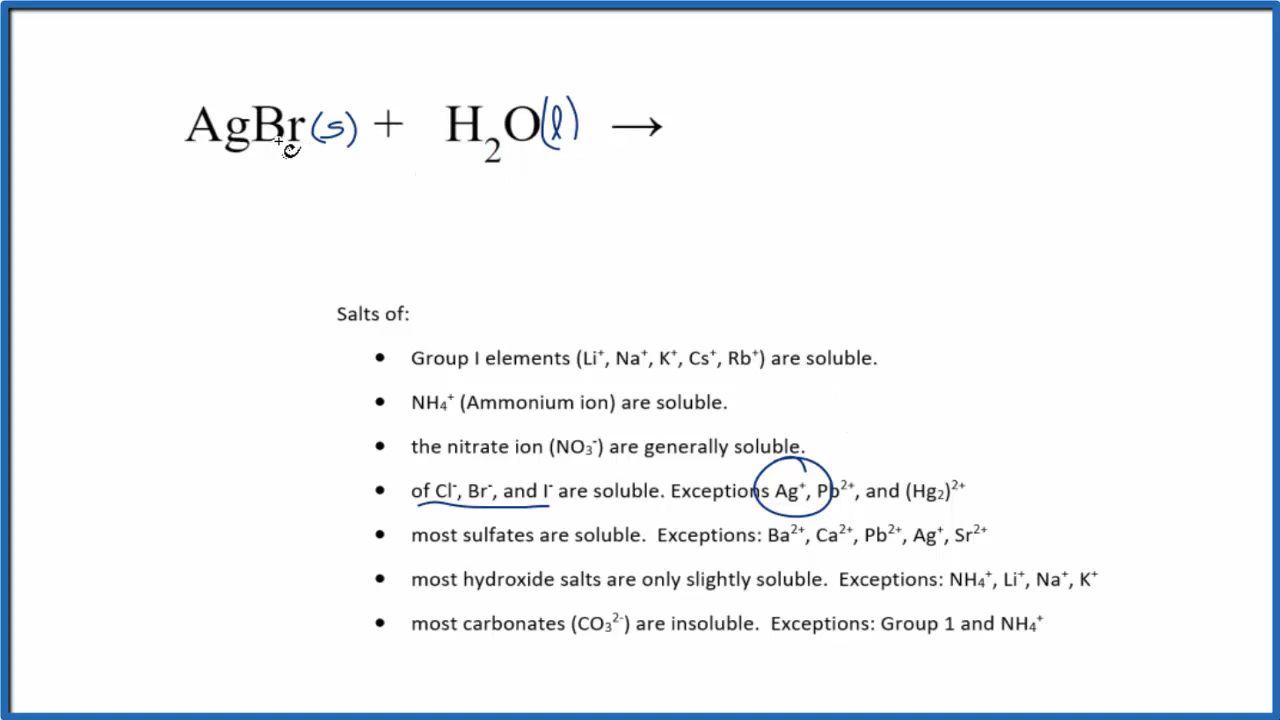 AgBr(s) + H₂O(l) →
Salts of:
• Group I elements (Li⁺, Na⁺, K⁺, Cs⁺, Rb⁺) are soluble.
• NH₄⁺ (Ammonium ion) are soluble.
• the nitrate ion (NO₃⁻) are generally soluble.
• of Cl⁻, Br⁻, and I⁻ are soluble. Exceptions Ag⁺, Pb²⁺, and (Hg₂)²⁺
• most sulfates are soluble. Exceptions: Ba²⁺, Ca²⁺, Pb²⁺, Ag⁺, Sr²⁺
• most hydroxide salts are only slightly soluble. Exceptions: NH₄⁺, Li⁺, Na⁺, K⁺
• most carbonates (CO₃²⁻) are insoluble. Exceptions: Group 1 and NH₄⁺